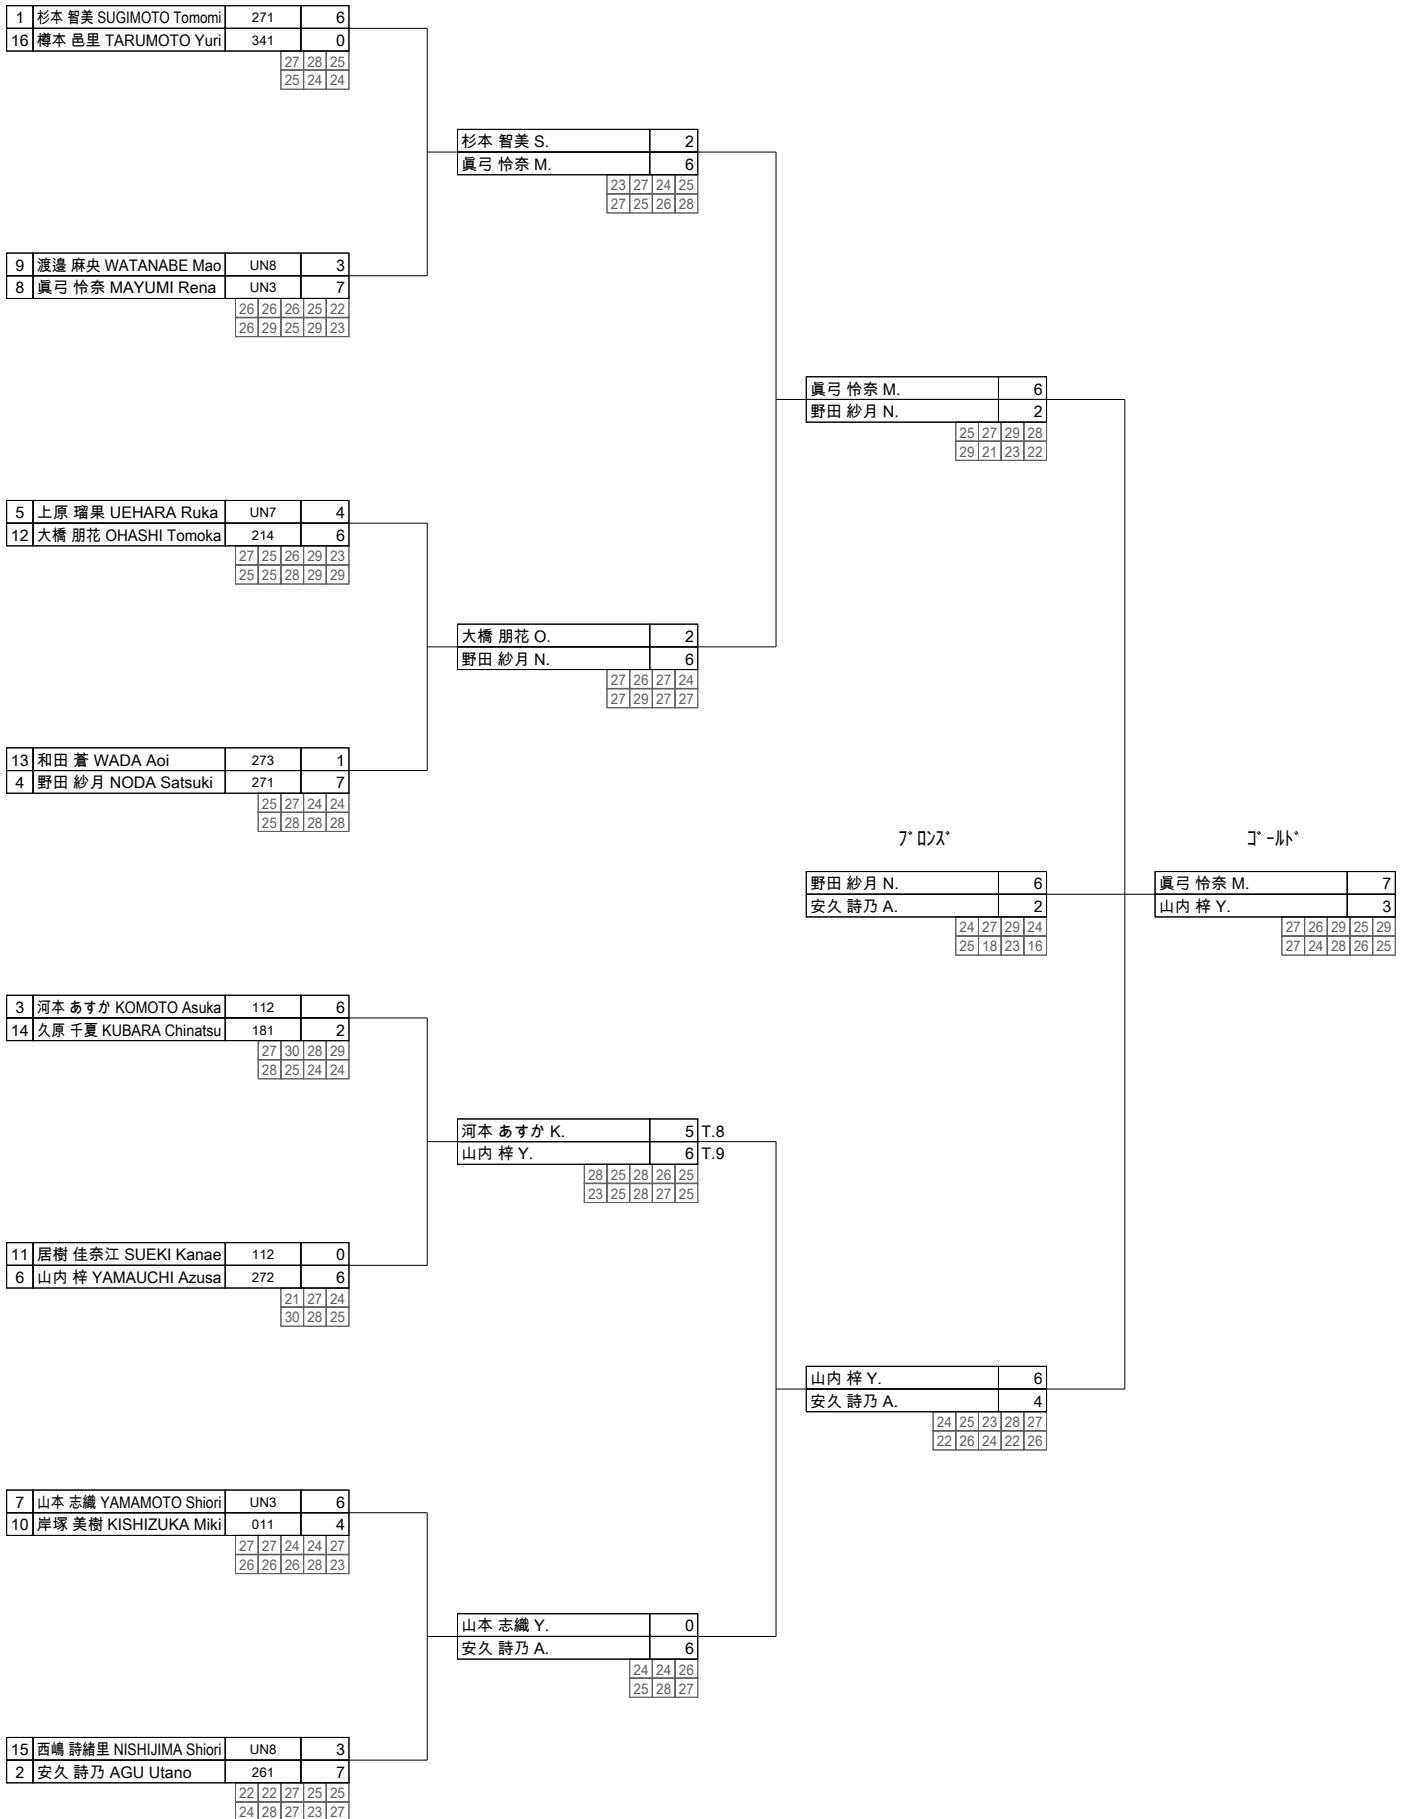 1 杉本 智美 SUGIMOTO Tomomi 271 6
16 樽本 邑里 TARUMOTO Yuri 341 0
27 28 25
25 24 24
杉本 智美 S. 2
眞弓 怜奈 M. 6
23 27 24 25
27 25 26 28
9 渡邉 麻央 WATANABE Mao UN8 3
8 眞弓 怜奈 MAYUMI Rena UN3 7
26 26 26 25 22
26 29 25 29 23
眞弓 怜奈 M. 6
野田 紗月 N. 2
25 27 29 28
29 21 23 22
5 上原 瑠果 UEHARA Ruka UN7 4
12 大橋 朋花 OHASHI Tomoka 214 6
27 25 26 29 23
25 25 28 29 29
大橋 朋花 O. 2
野田 紗月 N. 6
27 26 27 24
27 29 27 27
13 和田 蒼 WADA Aoi 273 1
4 野田 紗月 NODA Satsuki 271 7
25 27 24 24
25 28 28 28
ﾌﾞﾛﾝｽﾞ
野田 紗月 N. 6
安久 詩乃 A. 2
24 27 29 24
25 18 23 16
ｺﾞｰﾙﾄﾞ
眞弓 怜奈 M. 7
山内 梓 Y. 3
27 26 29 25 29
27 24 28 26 25
3 河本 あすか KOMOTO Asuka 112 6
14 久原 千夏 KUBARA Chinatsu 181 2
27 30 28 29
28 25 24 24
河本 あすか K. 5 T.8
山内 梓 Y. 6 T.9
28 25 28 26 25
23 25 28 27 25
11 居樹 佳奈江 SUEKI Kanae 112 0
6 山内 梓 YAMAUCHI Azusa 272 6
21 27 24
30 28 25
山内 梓 Y. 6
安久 詩乃 A. 4
24 25 23 28 27
22 26 24 22 26
7 山本 志織 YAMAMOTO Shiori UN3 6
10 岸塚 美樹 KISHIZUKA Miki 011 4
27 27 24 24 27
26 26 26 28 23
山本 志織 Y. 0
安久 詩乃 A. 6
24 24 26
25 28 27
15 西嶋 詩緒里 NISHIJIMA Shiori UN8 3
2 安久 詩乃 AGU Utano 261 7
22 22 27 25 25
24 28 27 23 27